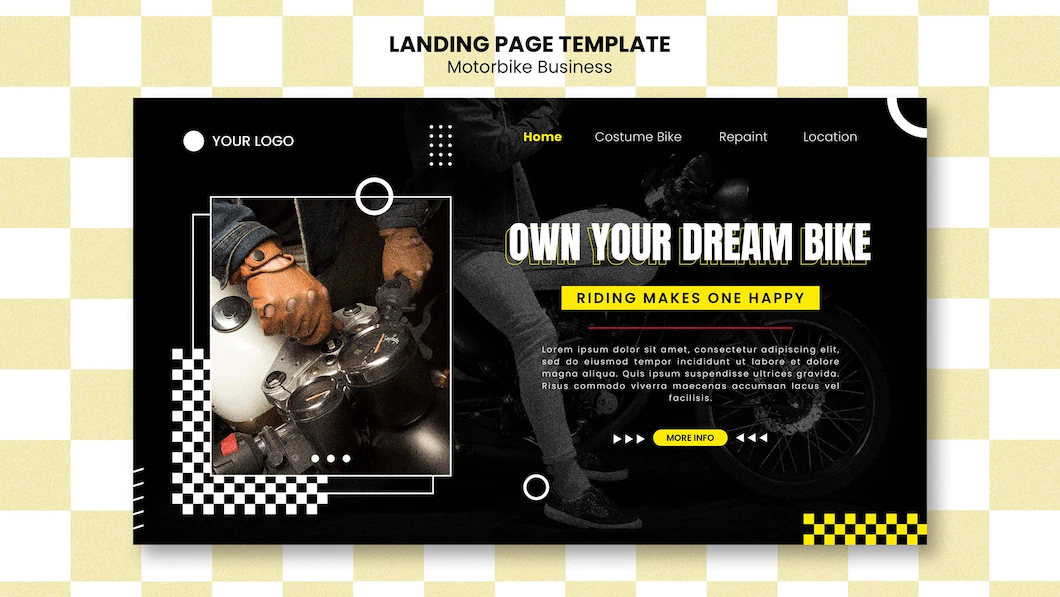 LANDING PAGE TEMPLATE
Motorbike Business
YOUR LOGO
Home
Costume Bike
Repaint
Location
OWN YOUR DREAM BIKE
RIDING MAKES ONE HAPPY
Lorem ipsum dolor sit amet, consectetur adipiscing elit,
sed do eiusmod tempor incididunt ut labore et dolore
magna aliqua. Quis ipsum suspendisse ultrices gravida.
Risus commodo viverra maecenas accumsan lacus vel
facilisis.
MORE INFO